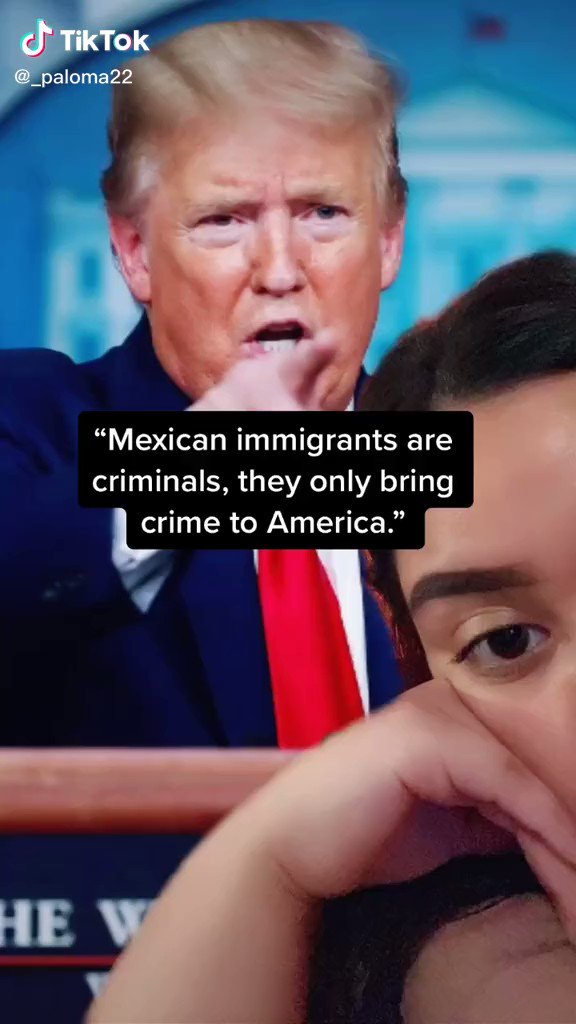 TikTok
@_paloma22
“Mexican immigrants are
criminals, they only bring
crime to America.”
HE W